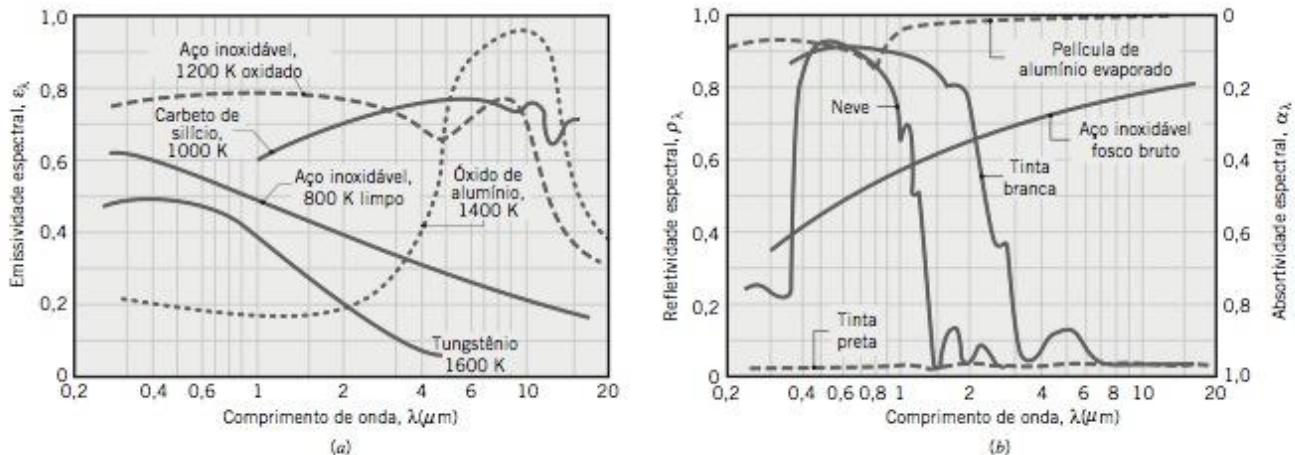 1,0
0,8
0,6
0,4
0,2
0
Emissividade espectral, ελ
Aço inoxidável,
1200 K oxidado
Carbeto de
silício,
1000 K
Aço inoxidável,
800 K limpo
Óxido de
alumínio,
1400 K
Tungstênio
1600 K
0,2 0,4 0,6 1 2 4 6 10 20
Comprimento de onda, λ(μm)
(a)
1,0
0,8
0,6
0,4
0,2
0
Refletividade espectral, ρλ
Película de
alumínio evaporado
Neve
Aço inoxidável
fosco bruto
Tinta
branca
Tinta
preta
0
0,2
0,4
0,6
0,8
1,0
Absortividade espectral, αλ
0,2 0,4 0,6 0,8 1 2 4 6 8 10 20
Comprimento de onda, λ(μm)
(b)